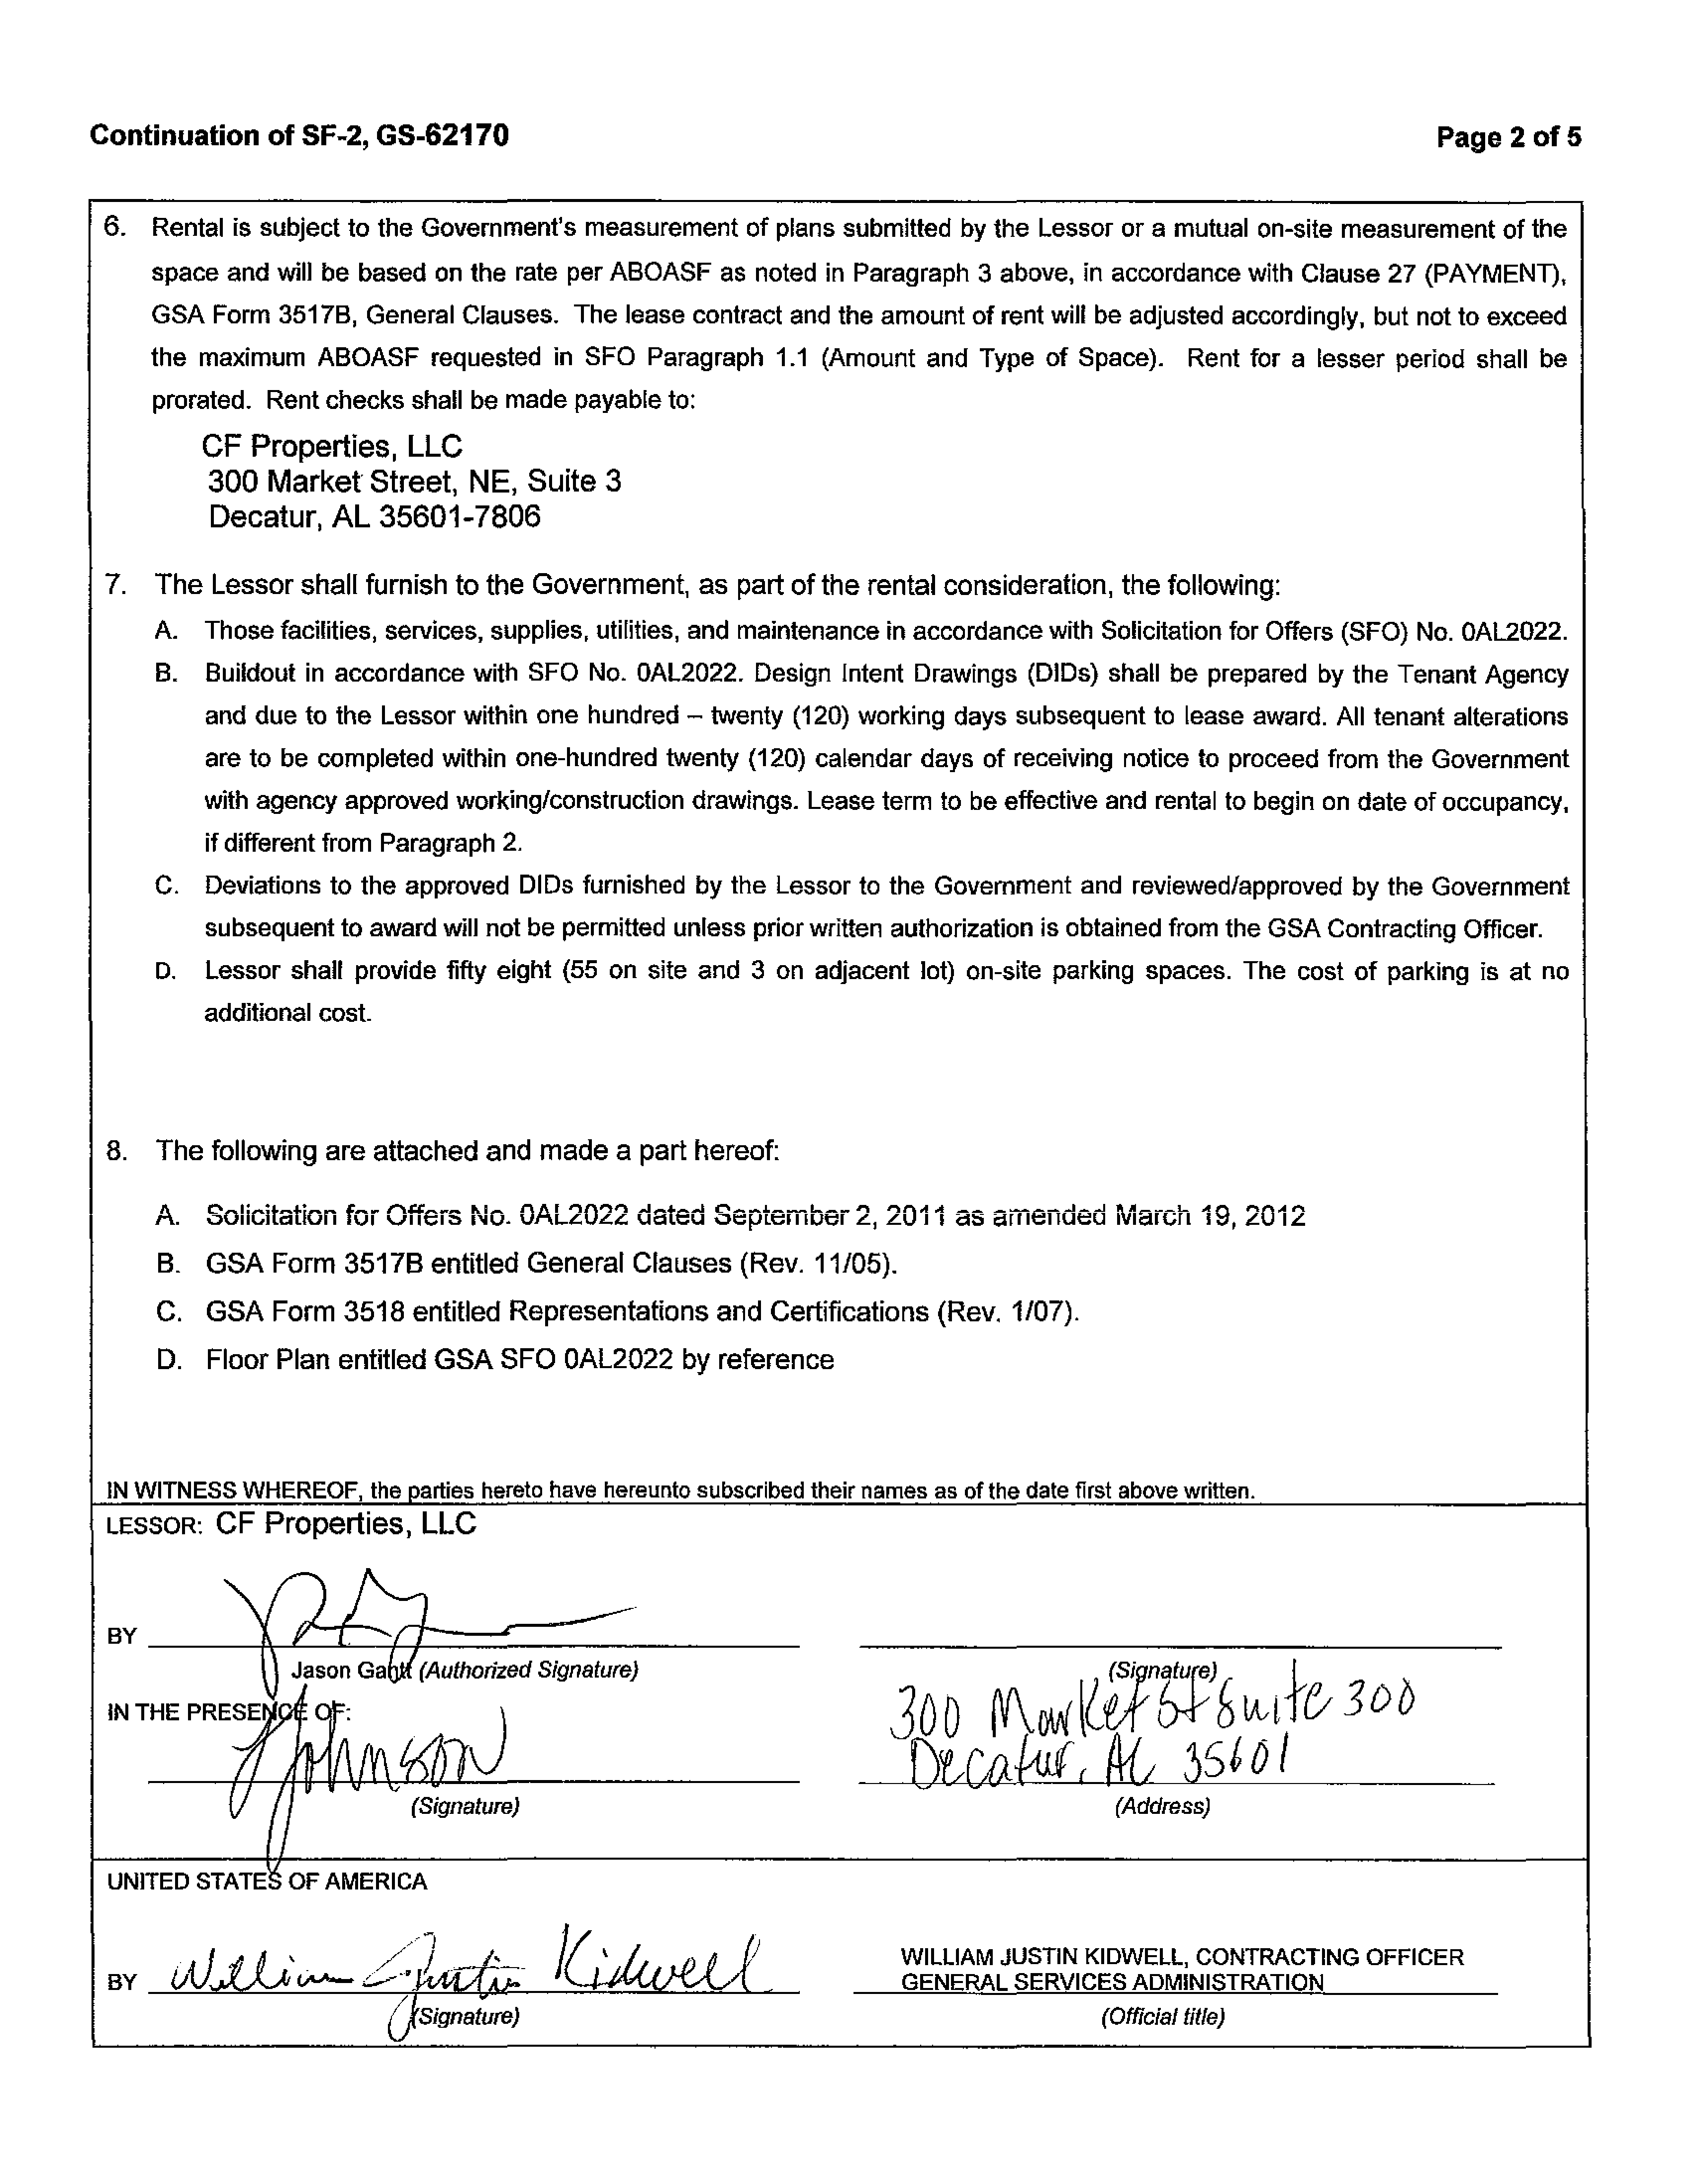 Continuation of SF-2, GS-62170
Page 2 of 5
6. Rental is subject to the Government's measurement of plans submitted by the Lessor or a mutual on-site measurement of the
space and will be based on the rate per ABOASF as noted in Paragraph 3 above, in accordance with Clause 27 (PAYMENT),
GSA Form 3517B, General Clauses. The lease contract and the amount of rent will be adjusted accordingly, but not to exceed
the maximum ABOASF requested in SFO Paragraph 1.1 (Amount and Type of Space). Rent for a lesser period shall be
prorated. Rent checks shall be made payable to:
CF Properties, LLC
300 Market Street, NE, Suite 3
Decatur, AL 35601-7806
7. The Lessor shall furnish to the Government, as part of the rental consideration, the following:
A. Those facilities, services, supplies, utilities, and maintenance in accordance with Solicitation for Offers (SFO) No. 0AL2022.
B. Buildout in accordance with SFO No. 0AL2022. Design Intent Drawings (DIDs) shall be prepared by the Tenant Agency
and due to the Lessor within one hundred – twenty (120) working days subsequent to lease award. All tenant alterations
are to be completed within one-hundred twenty (120) calendar days of receiving notice to proceed from the Government
with agency approved working/construction drawings. Lease term to be effective and rental to begin on date of occupancy,
if different from Paragraph 2.
C. Deviations to the approved DIDs furnished by the Lessor to the Government and reviewed/approved by the Government
subsequent to award will not be permitted unless prior written authorization is obtained from the GSA Contracting Officer.
D. Lessor shall provide fifty eight (55 on site and 3 on adjacent lot) on-site parking spaces. The cost of parking is at no
additional cost.
8. The following are attached and made a part hereof:
A. Solicitation for Offers No. 0AL2022 dated September 2, 2011 as amended March 19, 2012
B. GSA Form 3517B entitled General Clauses (Rev. 11/05).
C. GSA Form 3518 entitled Representations and Certifications (Rev. 1/07).
D. Floor Plan entitled GSA SFO 0AL2022 by reference
IN WITNESS WHEREOF, the parties hereto have hereunto subscribed their names as of the date first above written.
LESSOR: CF Properties, LLC
BY
Jason Gantt (Authorized Signature)
(Signature)
IN THE PRESENCE OF:
300 Market St Suite 300
Johnson
Decatur, AL 35601
(Signature)
(Address)
UNITED STATES OF AMERICA
BY William Justin Kidwell
WILLIAM JUSTIN KIDWELL, CONTRACTING OFFICER
GENERAL SERVICES ADMINISTRATION
(Signature)
(Official title)